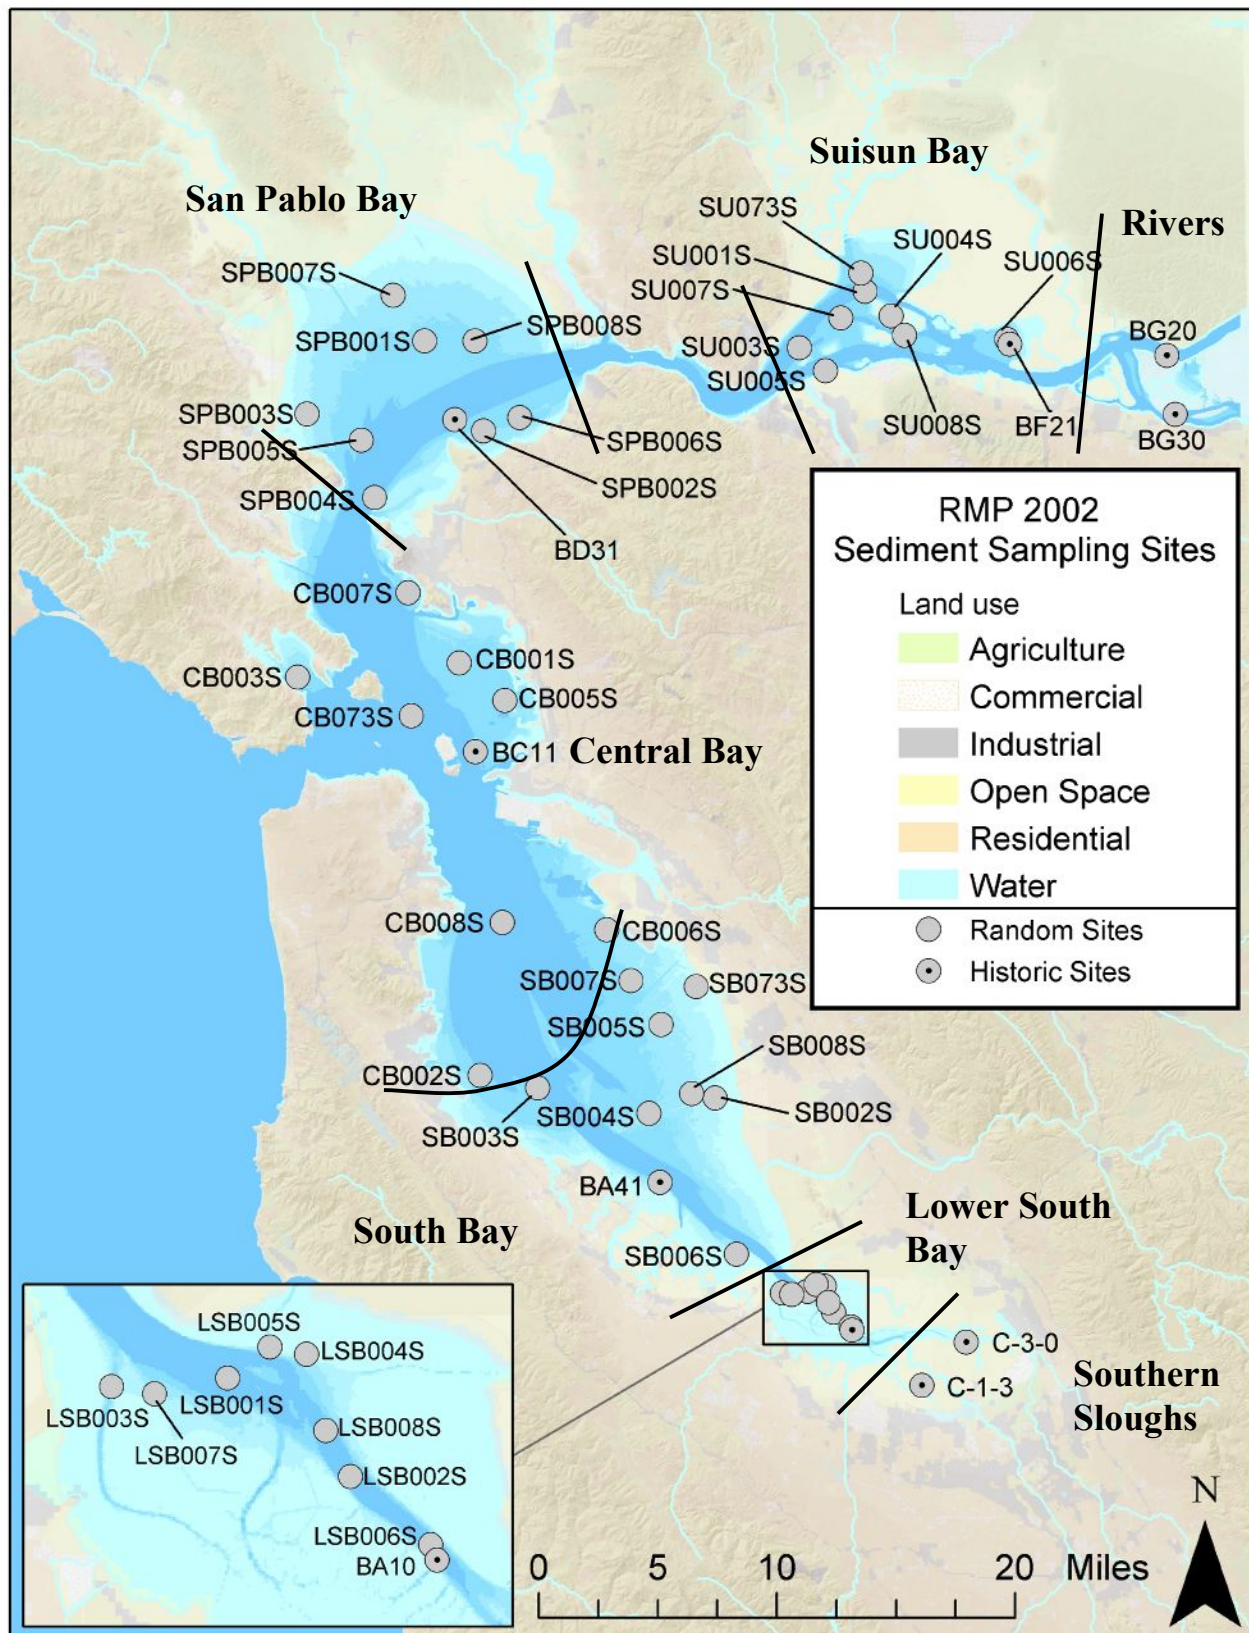 Suisun Bay
San Pablo Bay
Rivers
SU073S
SU004S
SU001S
SU006S
SU007S
SPB007S
SPB008S
SPB001S
SU003S
SU005S
BG20
SPB003S
SPB005S
SPB006S
SU008S
BF21
BG30
SPB002S
SPB004S
BD31
CB007S
CB001S
CB003S
CB005S
CB073S
BC11
Central Bay
RMP 2002
Sediment Sampling Sites
Land use
Agriculture
Commercial
Industrial
Open Space
Residential
Water
Random Sites
Historic Sites
CB008S
CB006S
SB007S
SB073S
SB005S
SB008S
CB002S
SB004S
SB002S
SB003S
BA41
South Bay
SB006S
Lower South
Bay
C-3-0
C-1-3
Southern
Sloughs
LSB005S
LSB004S
LSB003S
LSB001S
LSB007S
LSB008S
LSB002S
LSB006S
BA10
0 5 10 20 Miles
N